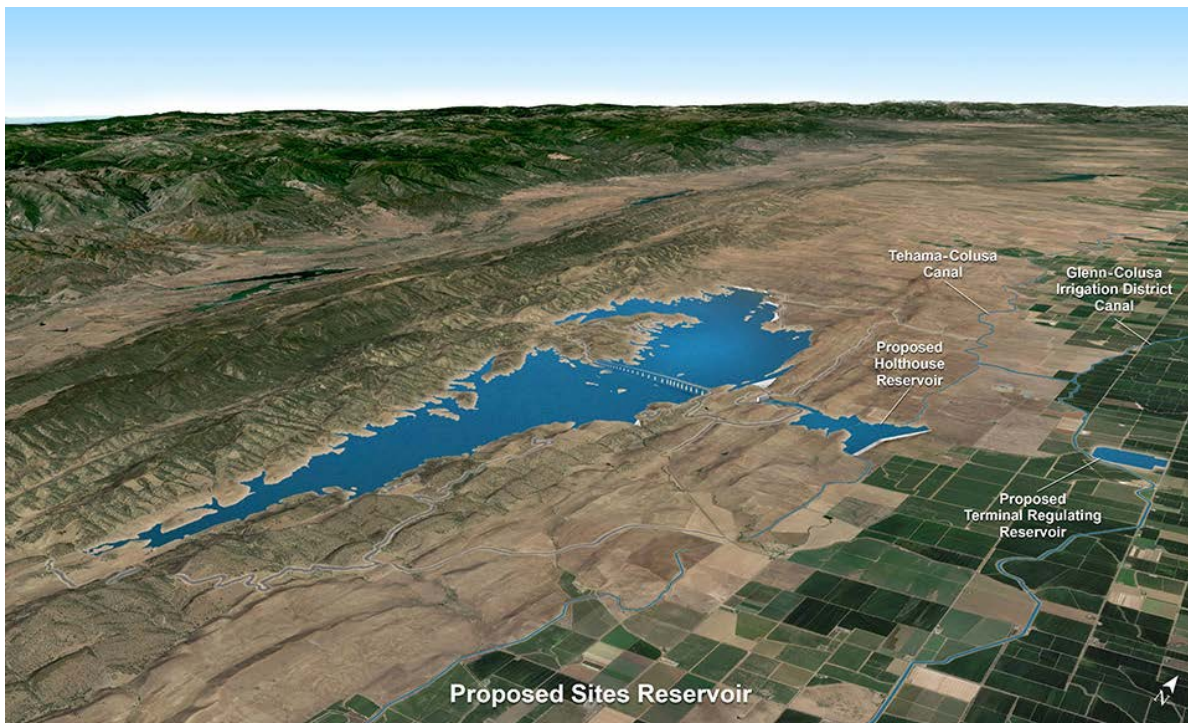 Tehama-Colusa
Canal
Glenn-Colusa
Irrigation District
Canal
Proposed
Holthouse
Reservoir
Proposed
Terminal Regulating
Reservoir
Proposed Sites Reservoir
N